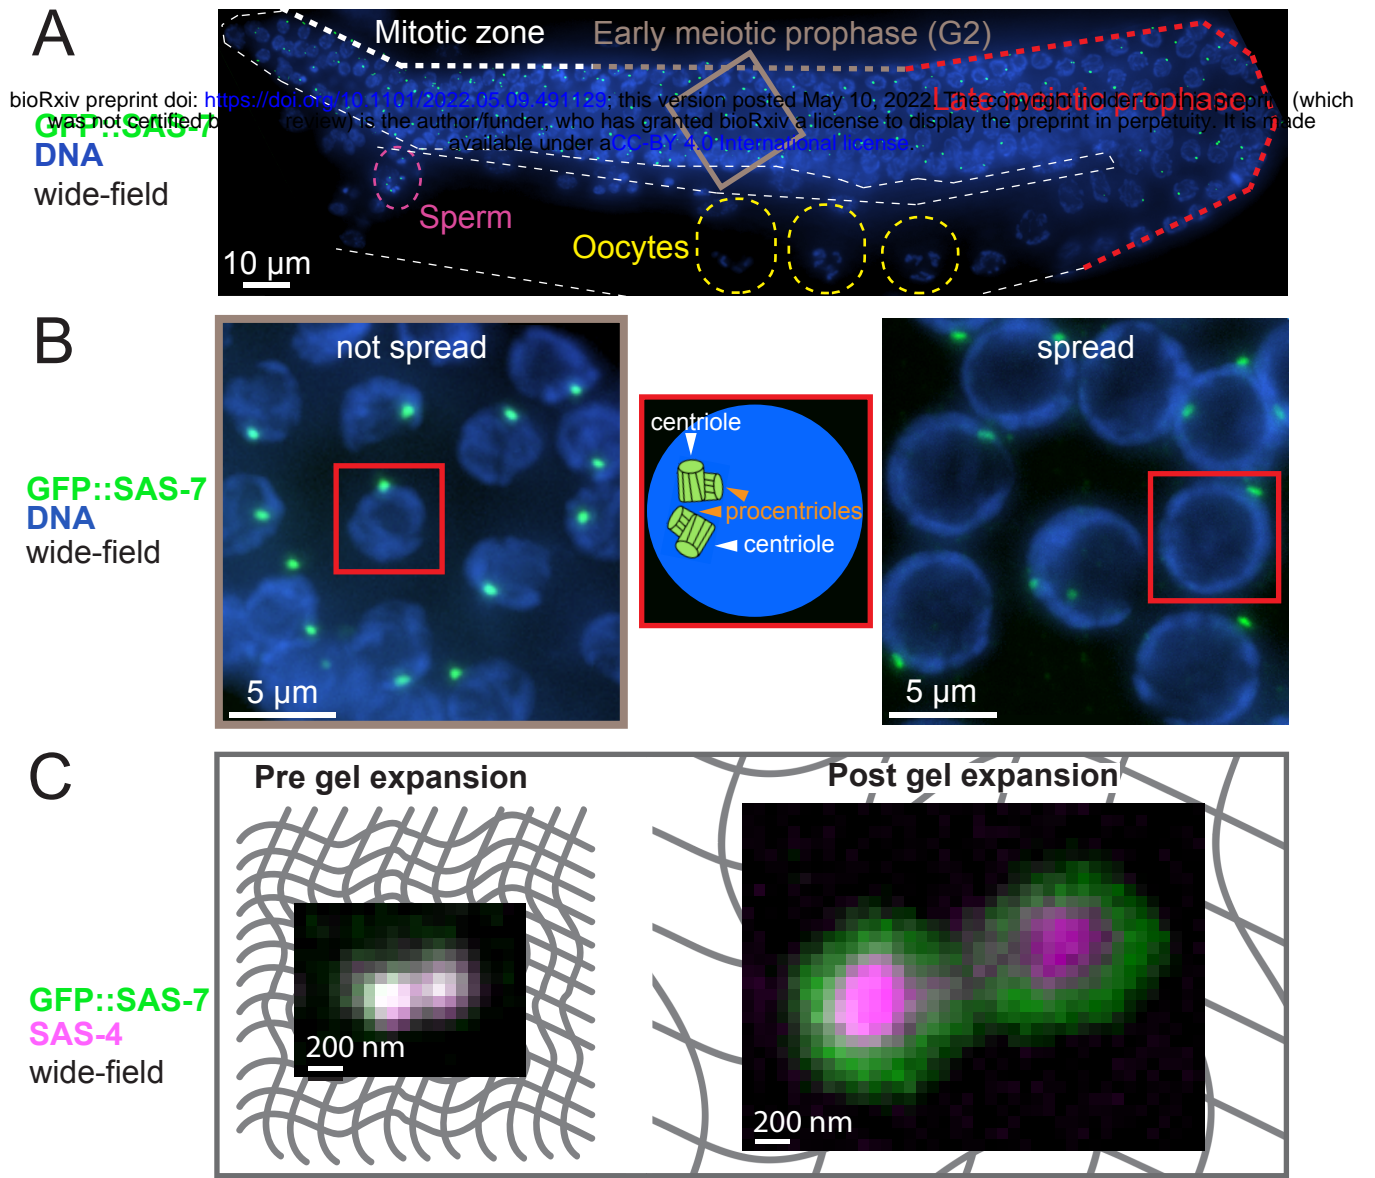 A
Mitotic zone
Early meiotic prophase (G2)
bioRxiv preprint doi: https://doi.org/10.1101/2022.05.09.491129; this version posted May 10, 2022. The copyright holder for this preprint (which
Late meiotic prophase
was not certified by peer review) is the author/funder, who has granted bioRxiv a license to display the preprint in perpetuity. It is made
GFP::SAS-7
available under aCC-BY 4.0 International license.
DNA
wide-field
Sperm
Oocytes
10 µm
B
not spread
spread
centriole
procentrioles
centriole
GFP::SAS-7
DNA
wide-field
5 µm
5 µm
C
Pre gel expansion
Post gel expansion
GFP::SAS-7
SAS-4
wide-field
200 nm
200 nm